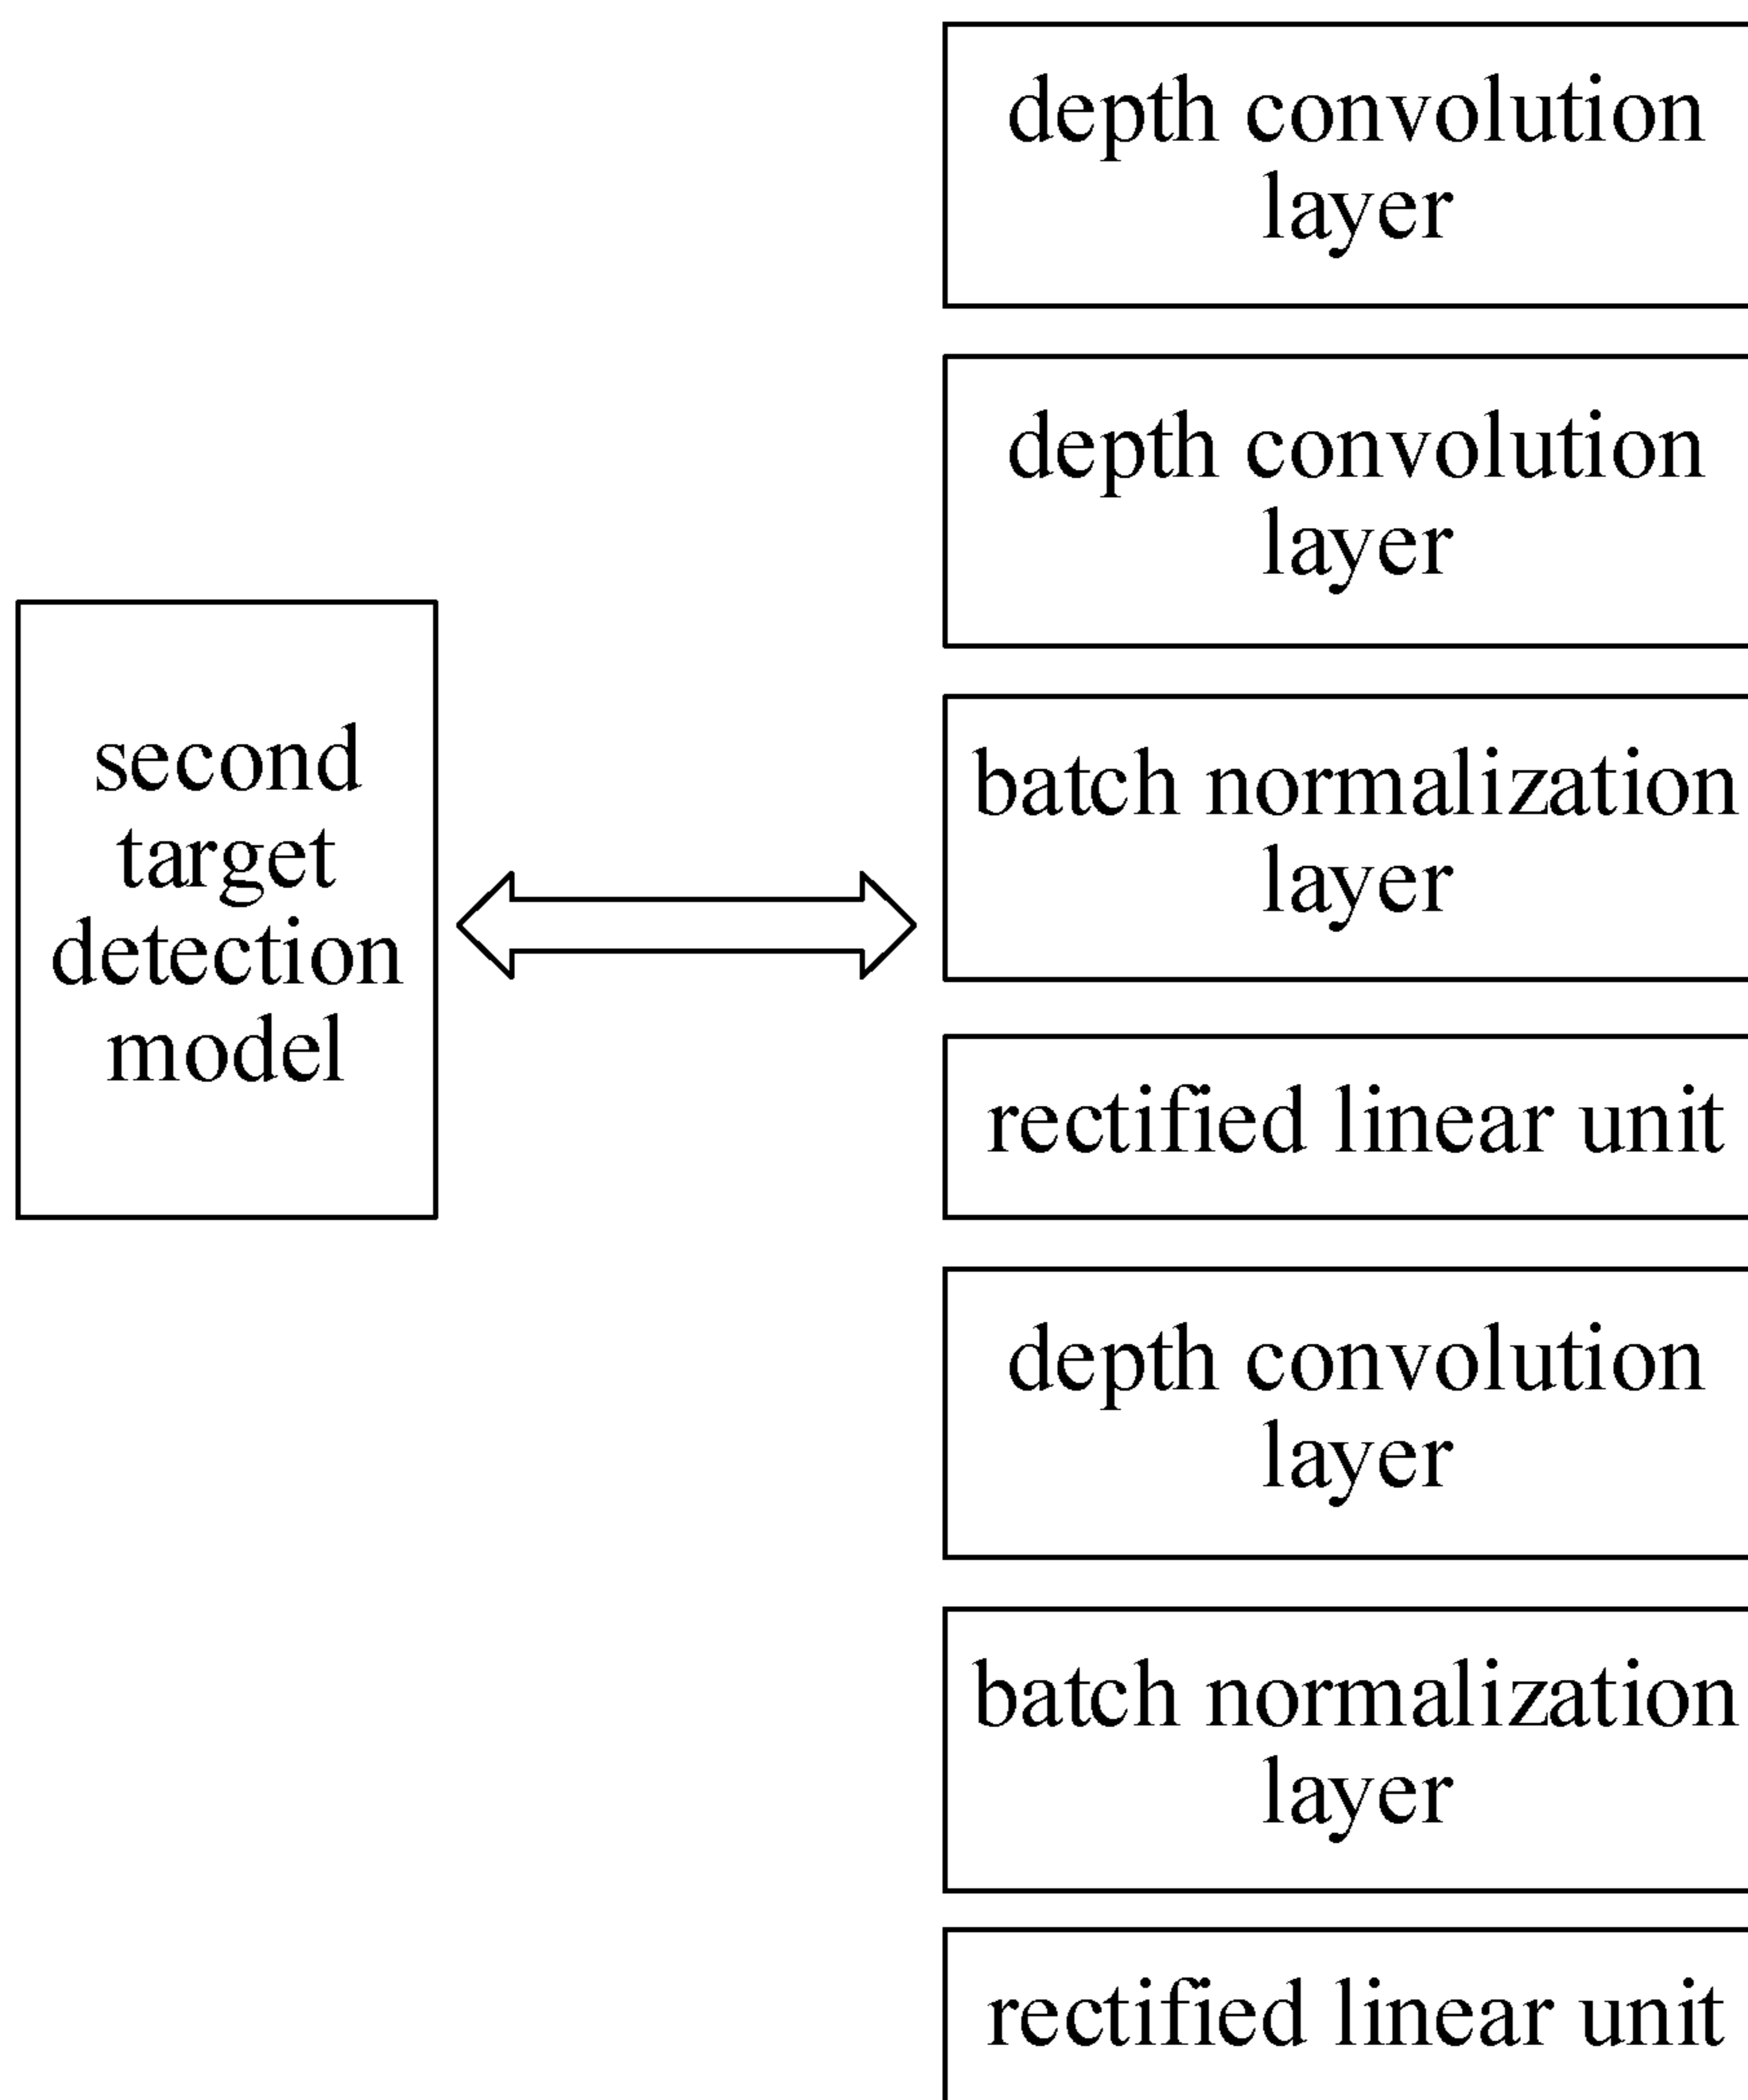 depth convolution
layer
depth convolution
layer
second
target
detection
model
batch normalization
layer
rectified linear unit
depth convolution
layer
batch normalization
layer
rectified linear unit